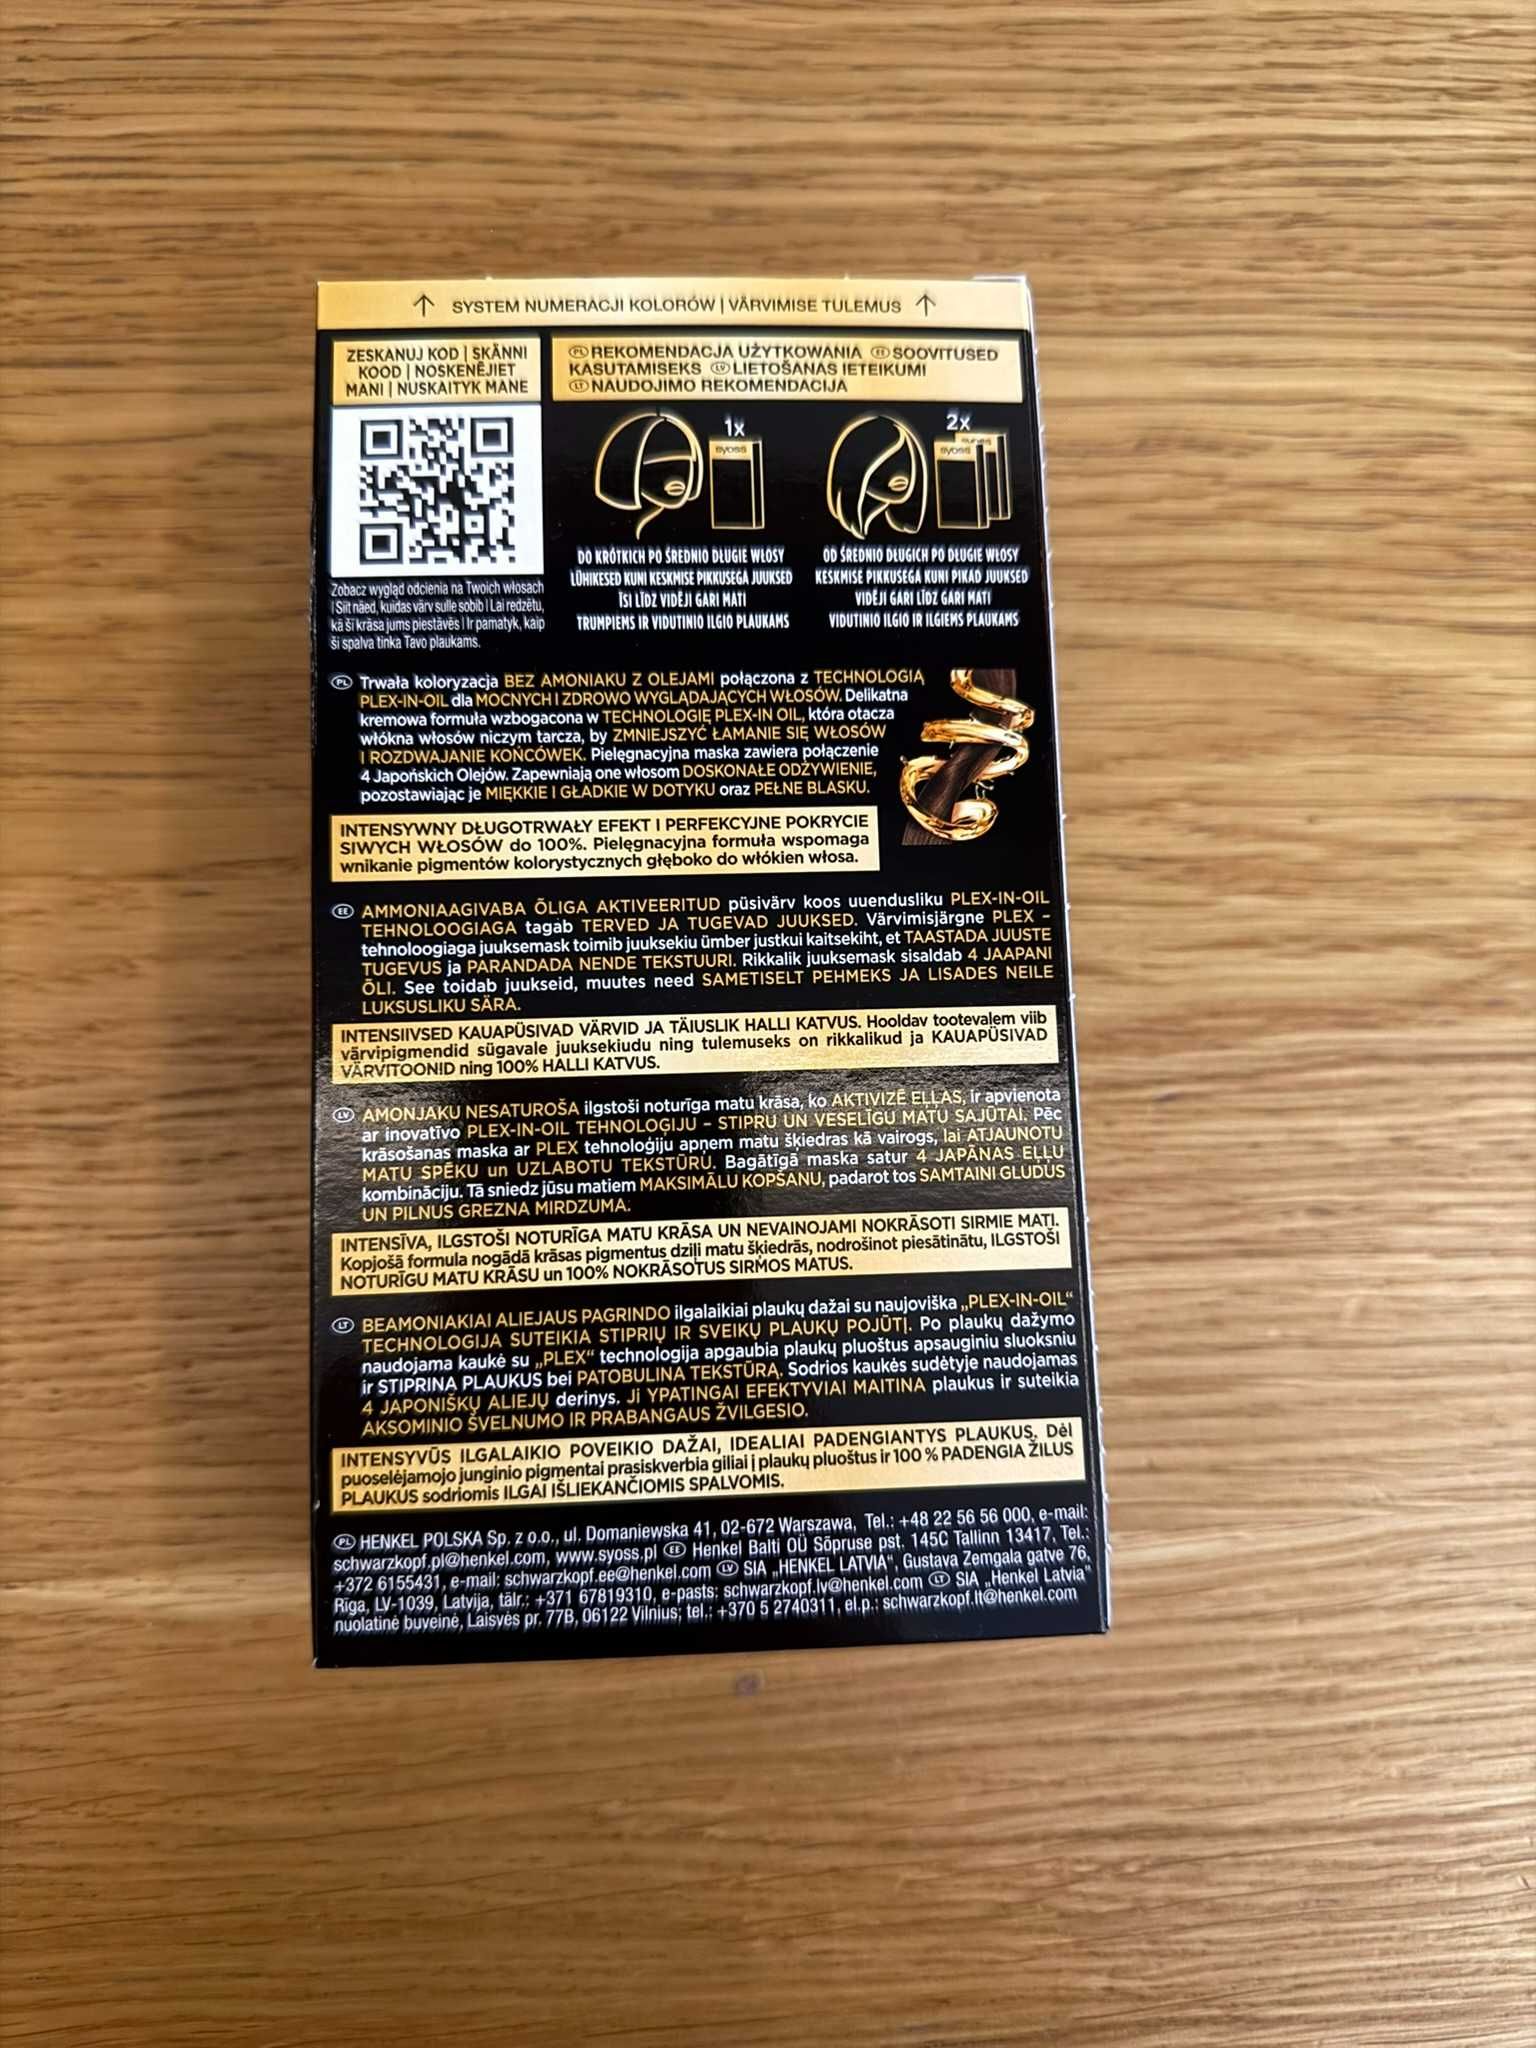 ↑ SYSTEM NUMERACJI KOLORÓW | VÄRVIMISE TULEMUS ↑
ZESKANUJ KOD | SKÄNNI
KOOD | NOSKENĒJIET
MANI | NUSKAITYK MANE
Zobacz wygląd odcienia na Twoich włosach
| Siit näed, kuidas värv sulle sobib | Lai redzētu,
kā šī krāsa jums piestāvēs | Ir pamatyk, kaip
ši spalva tinka Tavo plaukams.
PL REKOMENDACJA UŻYTKOWANIA EE SOOVITUSED
KASUTAMISEKS LV LIETOŠANAS IETEIKUMI
LT NAUDOJIMO REKOMENDACIJA
1x
syoss
DO KRÓTKICH PO ŚREDNIO DŁUGIE WŁOSY
LÜHIKESED KUNI KESKMISE PIKKUSEGA JUUKSED
ĪSI LĪDZ VIDĒJI GARI MATI
TRUMPIEMS IR VIDUTINIO ILGIO PLAUKAMS
2x
syoss
syoss
OD ŚREDNIO DŁUGICH PO DŁUGIE WŁOSY
KESKMISE PIKKUSEGA KUNI PIKAD JUUKSED
VIDĒJI GARI LĪDZ GARI MATI
VIDUTINIO ILGIO IR ILGIEMS PLAUKAMS
PL Trwała koloryzacja BEZ AMONIAKU Z OLEJAMI połączona z TECHNOLOGIĄ
PLEX-IN-OIL dla MOCNYCH I ZDROWO WYGLĄDAJĄCYCH WŁOSÓW. Delikatna
kremowa formuła wzbogacona w TECHNOLOGIĘ PLEX-IN OIL, która otacza
włókna włosów niczym tarcza, by ZMNIEJSZYĆ ŁAMANIE SIĘ WŁOSÓW
I ROZDWAJANIE KOŃCÓWEK. Pielęgnacyjna maska zawiera połączenie
4 Japońskich Olejów. Zapewniają one włosom DOSKONAŁE ODŻYWIENIE,
pozostawiając je MIĘKKIE I GŁADKIE W DOTYKU oraz PEŁNE BLASKU.
INTENSYWNY DŁUGOTRWAŁY EFEKT I PERFEKCYJNE POKRYCIE
SIWYCH WŁOSÓW do 100%. Pielęgnacyjna formuła wspomaga
wnikanie pigmentów kolorystycznych głęboko do włókien włosa.
EE AMMONIAAGIVABA ÕLIGA AKTIVEERITUD püsivärv koos uuendusliku PLEX-IN-OIL
TEHNOLOOGIAGA tagab TERVED JA TUGEVAD JUUKSED. Värvimisjärgne PLEX –
tehnoloogiaga juuksemask toimib juuksekiu ümber justkui kaitsekiht, et TAASTADA JUUSTE
TUGEVUS ja PARANDADA NENDE TEKSTUURI. Rikkalik juuksemask sisaldab 4 JAAPANI
ÕLI. See toidab juukseid, muutes need SAMETISELT PEHMEKS JA LISADES NEILE
LUKSUSLIKU SÄRA.
INTENSIIVSED KAUAPÜSIVAD VÄRVID JA TÄIUSLIK HALLI KATVUS. Hooldav tootevalem viib
värvipigmendid sügavale juuksekiudu ning tulemuseks on rikkalikud ja KAUAPÜSIVAD
VÄRVITOONID ning 100% HALLI KATVUS.
LV AMONJAKU NESATUROŠA ilgstoši noturīga matu krāsa, ko AKTIVIZĒ EĻĻAS, ir apvienota
ar inovatīvo PLEX-IN-OIL TEHNOLOĢIJU – STIPRU UN VESELĪGU MATU SAJŪTAI. Pēc
krāsošanas maska ar PLEX tehnoloģiju apņem matu šķiedras kā vairogs, lai ATJAUNOTU
MATU SPĒKU un UZLABOTU TEKSTŪRU. Bagātīgā maska satur 4 JAPĀNAS EĻĻU
kombināciju. Tā sniedz jūsu matiem MAKSIMĀLU KOPŠANU, padarot tos SAMTAINI GLUDUS
UN PILNUS GREZNA MIRDZUMA.
INTENSĪVA, ILGSTOŠI NOTURĪGA MATU KRĀSA UN NEVAINOJAMI NOKRĀSOTI SIRMIE MATI.
Kopjošā formula nogādā krāsas pigmentus dziļi matu šķiedrās, nodrošinot piesātinātu, ILGSTOŠI
NOTURĪGU MATU KRĀSU un 100% NOKRĀSOTUS SIRMOS MATUS.
LT BEAMONIAKIAI ALIEJAUS PAGRINDO ilgalaikiai plaukų dažai su naujoviška „PLEX-IN-OIL“
TECHNOLOGIJA SUTEIKIA STIPRIŲ IR SVEIKŲ PLAUKŲ POJŪTĮ. Po plaukų dažymo
naudojama kaukė su „PLEX“ technologija apgaubia plaukų pluoštus apsauginiu sluoksniu
ir STIPRINA PLAUKUS bei PATOBULINA TEKSTŪRĄ. Sodrios kaukės sudėtyje naudojamas
4 JAPONIŠKŲ ALIEJŲ derinys. Ji YPATINGAI EFEKTYVIAI MAITINA plaukus ir suteikia
AKSOMINIO ŠVELNUMO IR PRABANGAUS ŽVILGESIO.
INTENSYVŪS ILGALAIKIO POVEIKIO DAŽAI, IDEALIAI PADENGIANTYS PLAUKUS. Dėl
puoselėjamojo junginio pigmentai prasiskverbia giliai į plaukų pluoštus ir 100 % PADENGIA ŽILUS
PLAUKUS sodriomis ILGAI IŠLIEKANČIOMIS SPALVOMIS.
PL HENKEL POLSKA Sp. z o.o., ul. Domaniewska 41, 02-672 Warszawa, Tel.: +48 22 56 56 000, e-mail:
schwarzkopf.pl@henkel.com, www.syoss.pl EE Henkel Balti OÜ Sõpruse pst. 145C Tallinn 13417, Tel.:
+372 6155431, e-mail: schwarzkopf.ee@henkel.com LV SIA „HENKEL LATVIA“, Gustava Zemgala gatve 76,
Rīga, LV-1039, Latvija, tālr.: +371 67819310, e-pasts: schwarzkopf.lv@henkel.com LT SIA „Henkel Latvia“
nuolatinė buveinė, Laisvės pr. 77B, 06122 Vilnius; tel.: +370 5 2740311, el.p.: schwarzkopf.lt@henkel.com